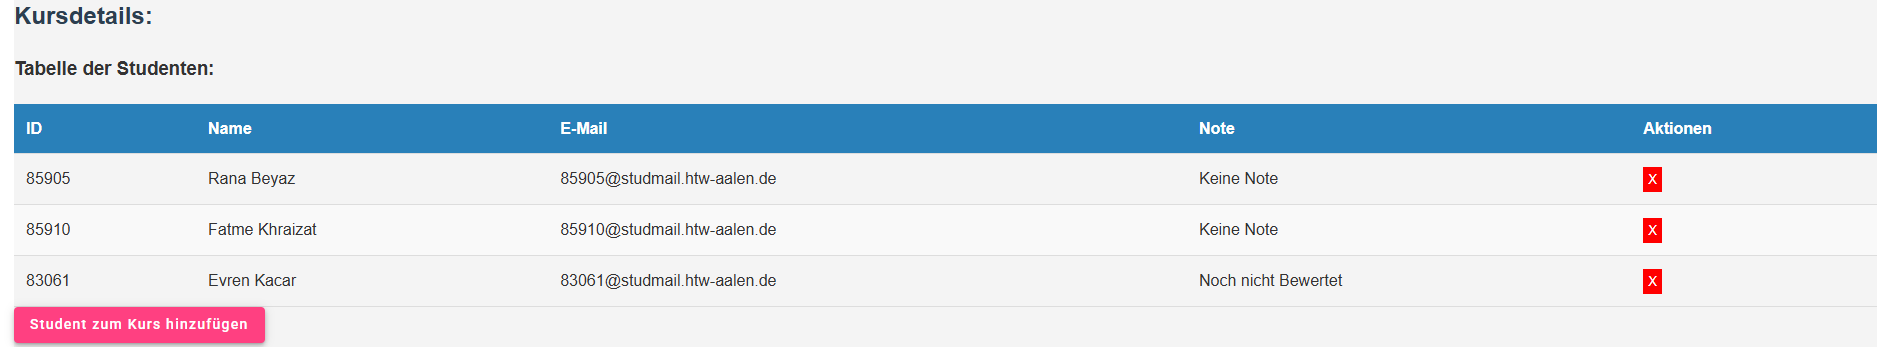 Kursdetails:
Tabelle der Studenten:
ID Name E-Mail Note Aktionen
85905 Rana Beyaz 85905@studmail.htw-aalen.de Keine Note X
85910 Fatme Khraizat 85910@studmail.htw-aalen.de Keine Note X
83061 Evren Kacar 83061@studmail.htw-aalen.de Noch nicht Bewertet X
Student zum Kurs hinzufügen